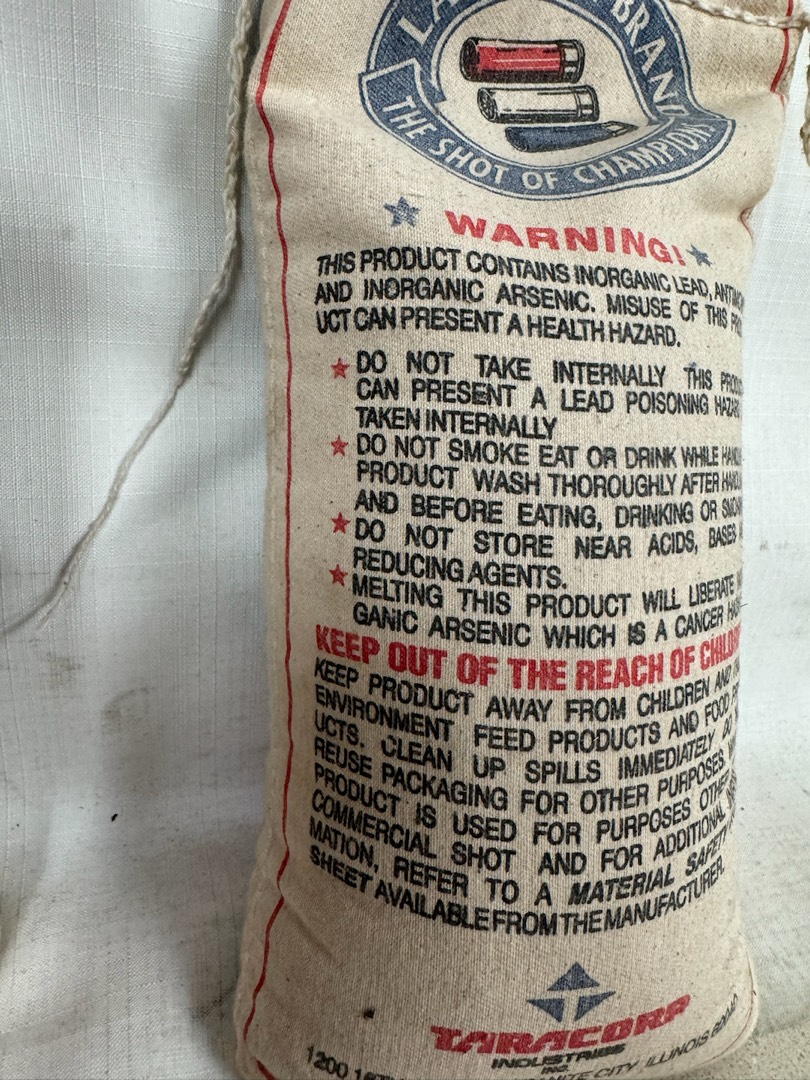 BRAND
THE SHOT OF CHAMPIONS
WARNING!
THIS PRODUCT CONTAINS INORGANIC LEAD,
AND INORGANIC ARSENIC. MISUSE OF THIS
UCT CAN PRESENT A HEALTH HAZARD.
DO NOT TAKE INTERNALLY THIS
CAN PRESENT A LEAD POISONING
TAKEN INTERNALLY
DO NOT SMOKE EAT OR DRINK WHILE
PRODUCT WASH THOROUGHLY AFTER
AND BEFORE EATING, DRINKING OR
DO NOT STORE NEAR ACIDS, BASES
REDUCING AGENTS.
MELTING THIS PRODUCT WILL LIBERATE
GANIC ARSENIC WHICH IS A CANCER
KEEP OUT OF THE REACH OF
KEEP PRODUCT AWAY FROM CHILDREN AND
ENVIRONMENT FEED PRODUCTS AND FOOD
UCTS. CLEAN UP SPILLS IMMEDIATELY DO
REUSE PACKAGING FOR OTHER PURPOSES.
PRODUCT IS USED FOR PURPOSES OTHER
COMMERCIAL SHOT AND FOR ADDITIONAL
MATION, REFER TO A MATERIAL SAFETY
SHEET AVAILABLE FROM THE MANUFACTURER.
TARACORP
INDUSTRIES
INC.
1200 CITY, ILLINOIS